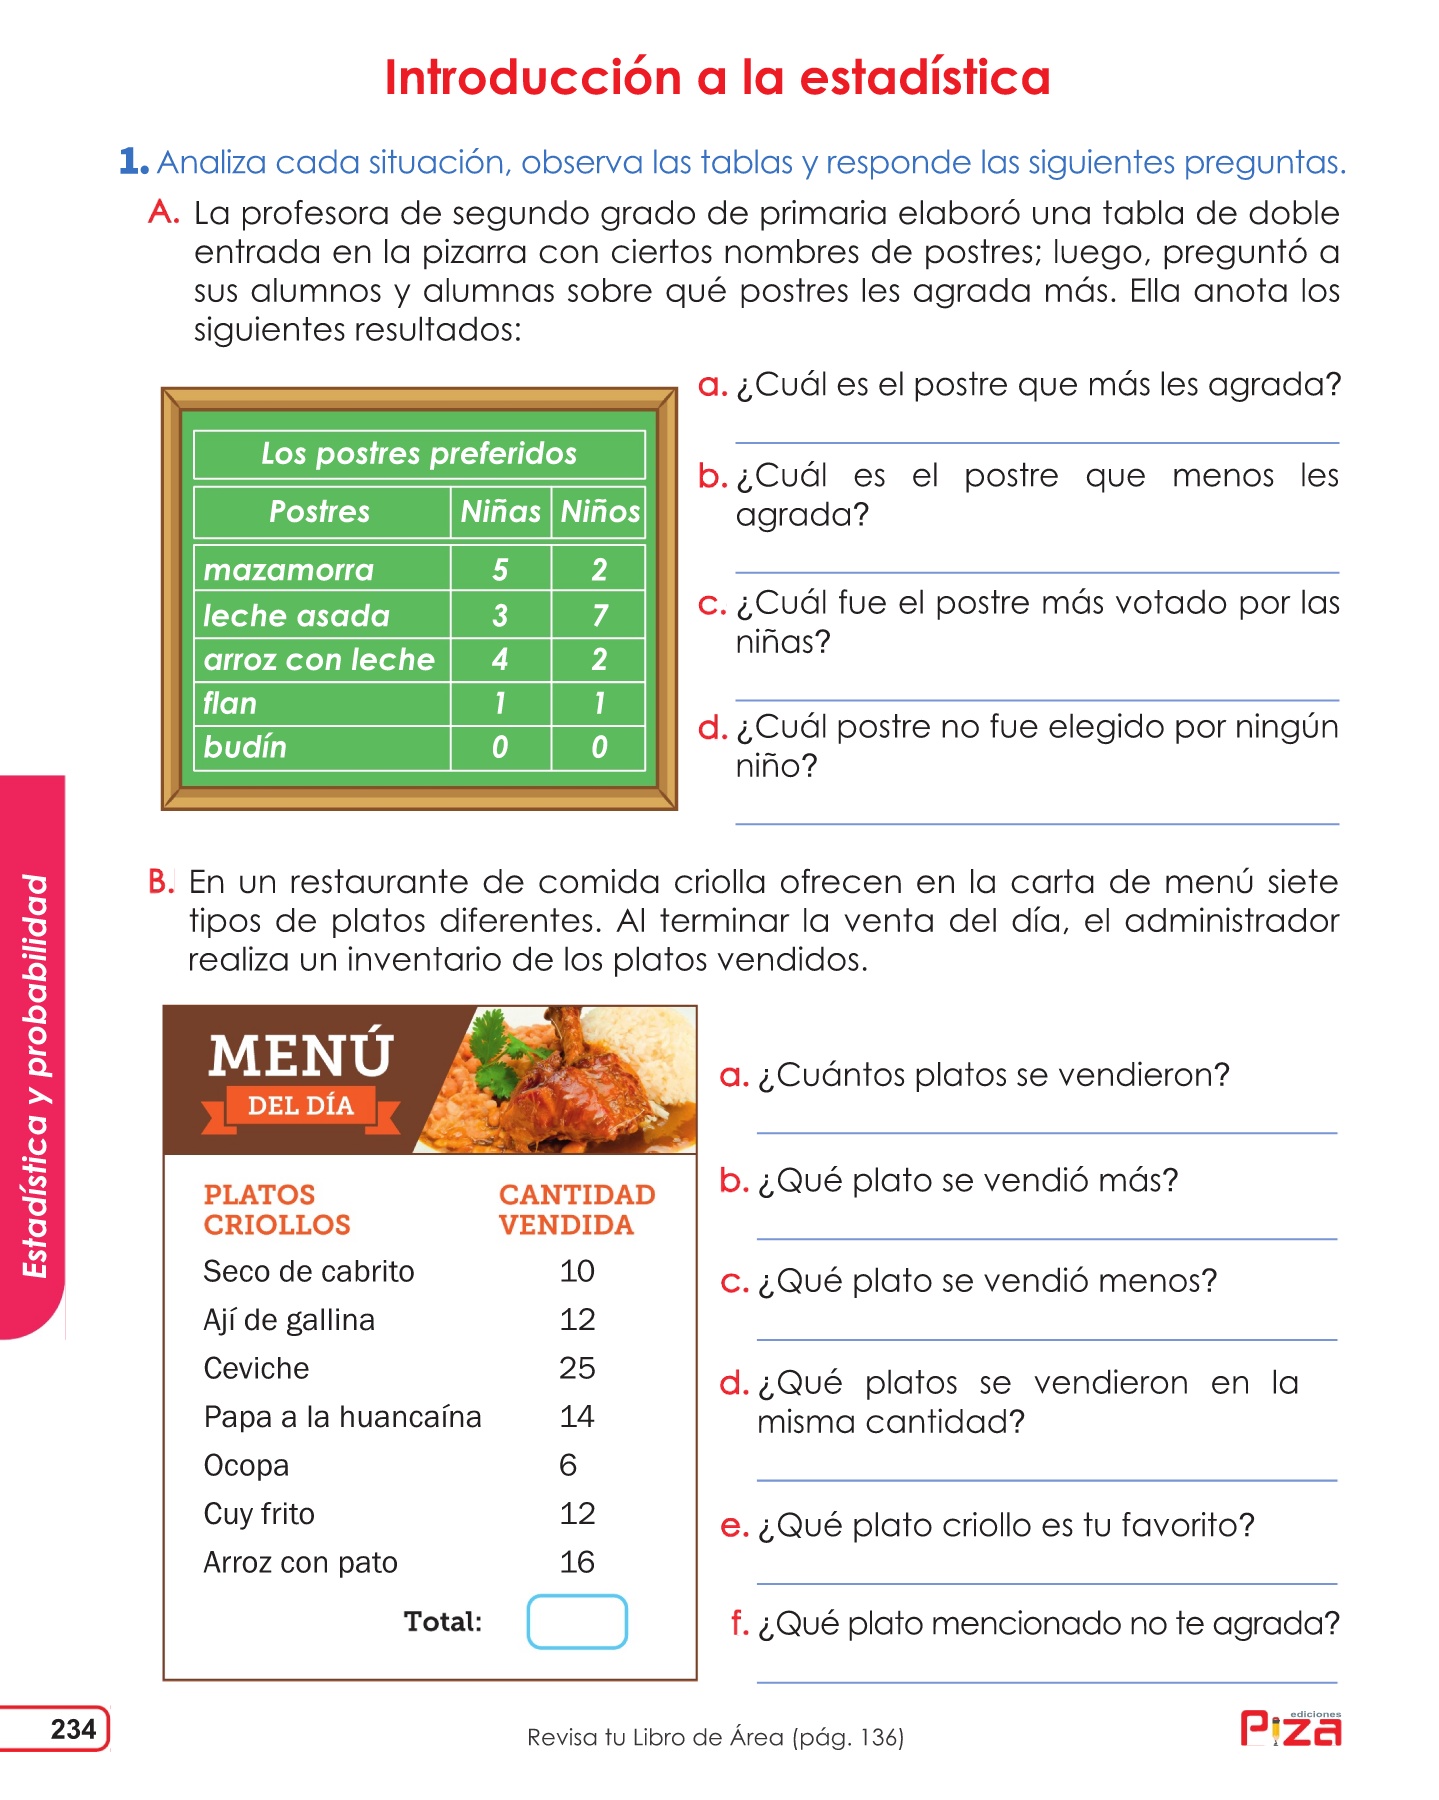 Introducción a la estadística
1. Analiza cada situación, observa las tablas y responde las siguientes preguntas.
A. La profesora de segundo grado de primaria elaboró una tabla de doble
entrada en la pizarra con ciertos nombres de postres; luego, preguntó a
sus alumnos y alumnas sobre qué postres les agrada más. Ella anota los
siguientes resultados:
Los postres preferidos
Postres Niñas Niños
mazamorra 5 2
leche asada 3 7
arroz con leche 4 2
flan 1 1
budín 0 0
a. ¿Cuál es el postre que más les agrada?
b. ¿Cuál es el postre que menos les
agrada?
c. ¿Cuál fue el postre más votado por las
niñas?
d. ¿Cuál postre no fue elegido por ningún
niño?
B. En un restaurante de comida criolla ofrecen en la carta de menú siete
tipos de platos diferentes. Al terminar la venta del día, el administrador
realiza un inventario de los platos vendidos.
MENÚ
DEL DÍA
PLATOS CANTIDAD
CRIOLLOS VENDIDA
Seco de cabrito 10
Ají de gallina 12
Ceviche 25
Papa a la huancaína 14
Ocopa 6
Cuy frito 12
Arroz con pato 16
Total:
a. ¿Cuántos platos se vendieron?
b. ¿Qué plato se vendió más?
c. ¿Qué plato se vendió menos?
d. ¿Qué platos se vendieron en la
misma cantidad?
e. ¿Qué plato criollo es tu favorito?
f. ¿Qué plato mencionado no te agrada?
Estadística y probabilidad
234
Revisa tu Libro de Área (pág. 136)
ediciones
Piza